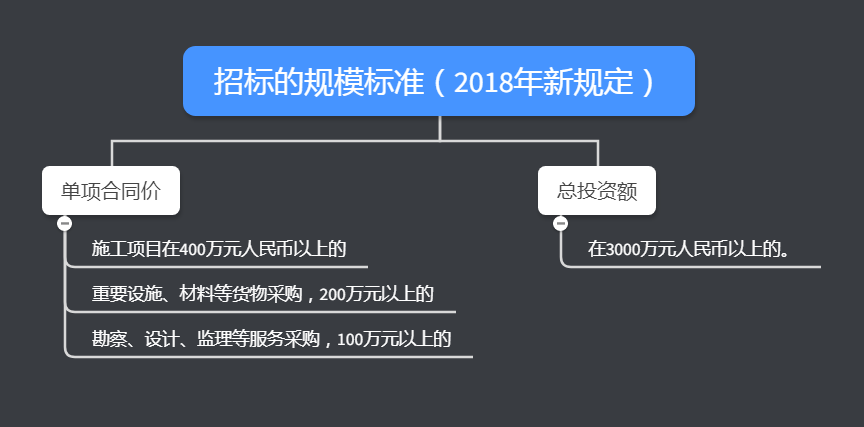 招标的规模标准（2018年新规定）
单项合同价
施工项目在400万元人民币以上的
重要设施、材料等货物采购，200万元以上的
勘察、设计、监理等服务采购，100万元以上的
总投资额
在3000万元人民币以上的。